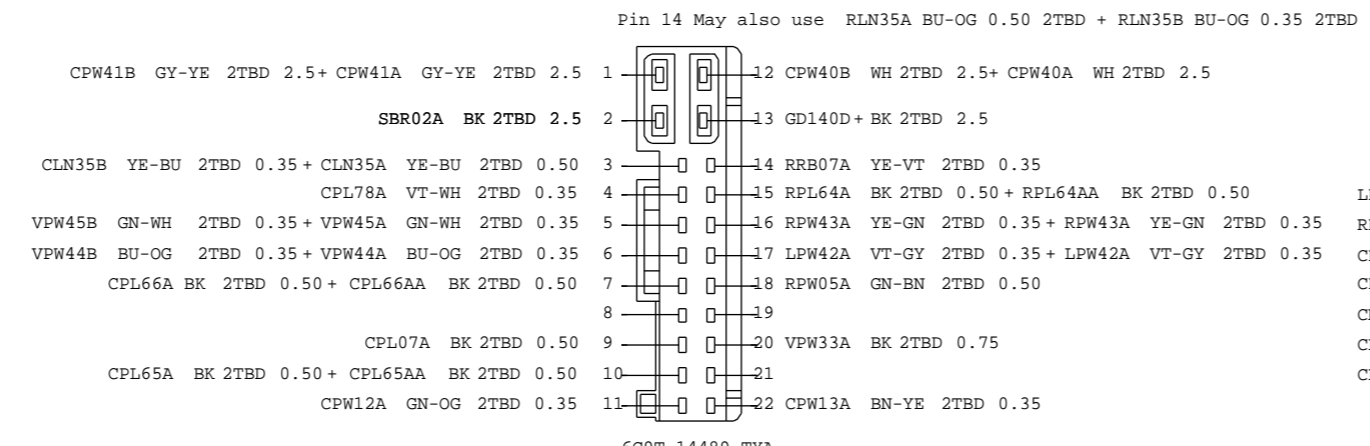 Pin 14 May also use RLN35A BU-OG 0.50 2TBD + RLN35B BU-OG 0.35 2TBD
CPW41B GY-YE 2TBD 2.5+ CPW41A GY-YE 2TBD 2.5 1
12 CPW40B WH 2TBD 2.5+ CPW40A WH 2TBD 2.5
SBR02A BK 2TBD 2.5 2
13 GD140D+ BK 2TBD 2.5
CLN35B YE-BU 2TBD 0.35+ CLN35A YE-BU 2TBD 0.50 3
14 RRB07A YE-VT 2TBD 0.35
CPL78A VT-WH 2TBD 0.35 4
15 RPL64A BK 2TBD 0.50+ RPL64AA BK 2TBD 0.50
VPW45B GN-WH 2TBD 0.35+ VPW45A GN-WH 2TBD 0.35 5
16 RPW43A YE-GN 2TBD 0.35+ RPW43A YE-GN 2TBD 0.35
VPW44B BU-OG 2TBD 0.35+ VPW44A BU-OG 2TBD 0.35 6
17 LPW42A VT-GY 2TBD 0.35+ LPW42A VT-GY 2TBD 0.35
CPL66A BK 2TBD 0.50+ CPL66AA BK 2TBD 0.50 7
18 RPW05A GN-BN 2TBD 0.50
8
19
CPL07A BK 2TBD 0.50 9
20 VPW33A BK 2TBD 0.75
CPL65A BK 2TBD 0.50+ CPL65AA BK 2TBD 0.50 10
21
CPW12A GN-OG 2TBD 0.35 11
22 CPW13A BN-YE 2TBD 0.35